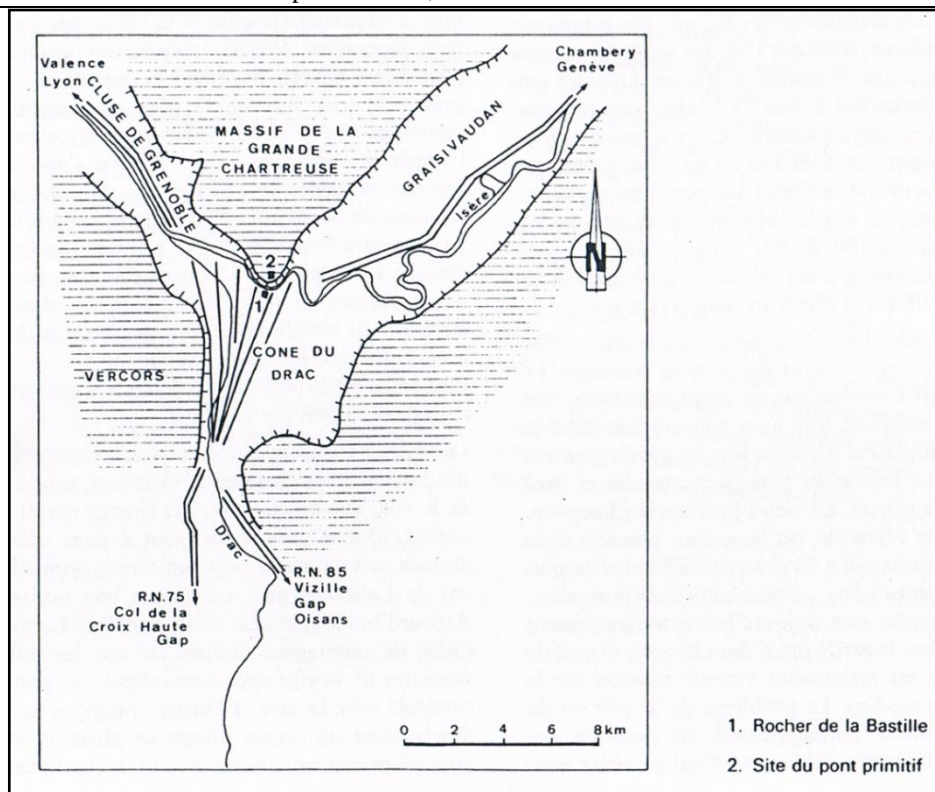 Valence
Lyon
CLUSE DE GRENOBLE
MASSIF DE LA
GRANDE
CHARTREUSE
Chambery
Genève
GRAISIVAUDAN
Isère
N
2
1
CONE DU
DRAC
VERCORS
Drac
R.N.85
Vizille
Gap
Oisans
R.N.75
Col de la
Croix Haute
Gap
0 2 4 6 8km
1. Rocher de la Bastille
2. Site du pont primitif